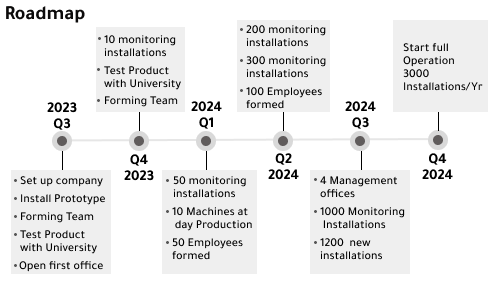 Roadmap
2023
Q3
• Set up company
• Install Prototype
• Forming Team
• Test Product
with University
• Open first office
• 10 monitoring
installations
• Test Product
with University
• Forming Team
Q4
2023
2024
Q1
• 50 monitoring
installations
• 10 Machines at
day Production
• 50 Employees
formed
• 200 monitoring
installations
• 300 monitoring
installations
• 100 Employees
formed
Q2
2024
2024
Q3
• 4 Management
offices
• 1000 Monitoring
Installations
• 1200 new
installations
Start full
Operation
3000
Installations/Yr
Q4
2024